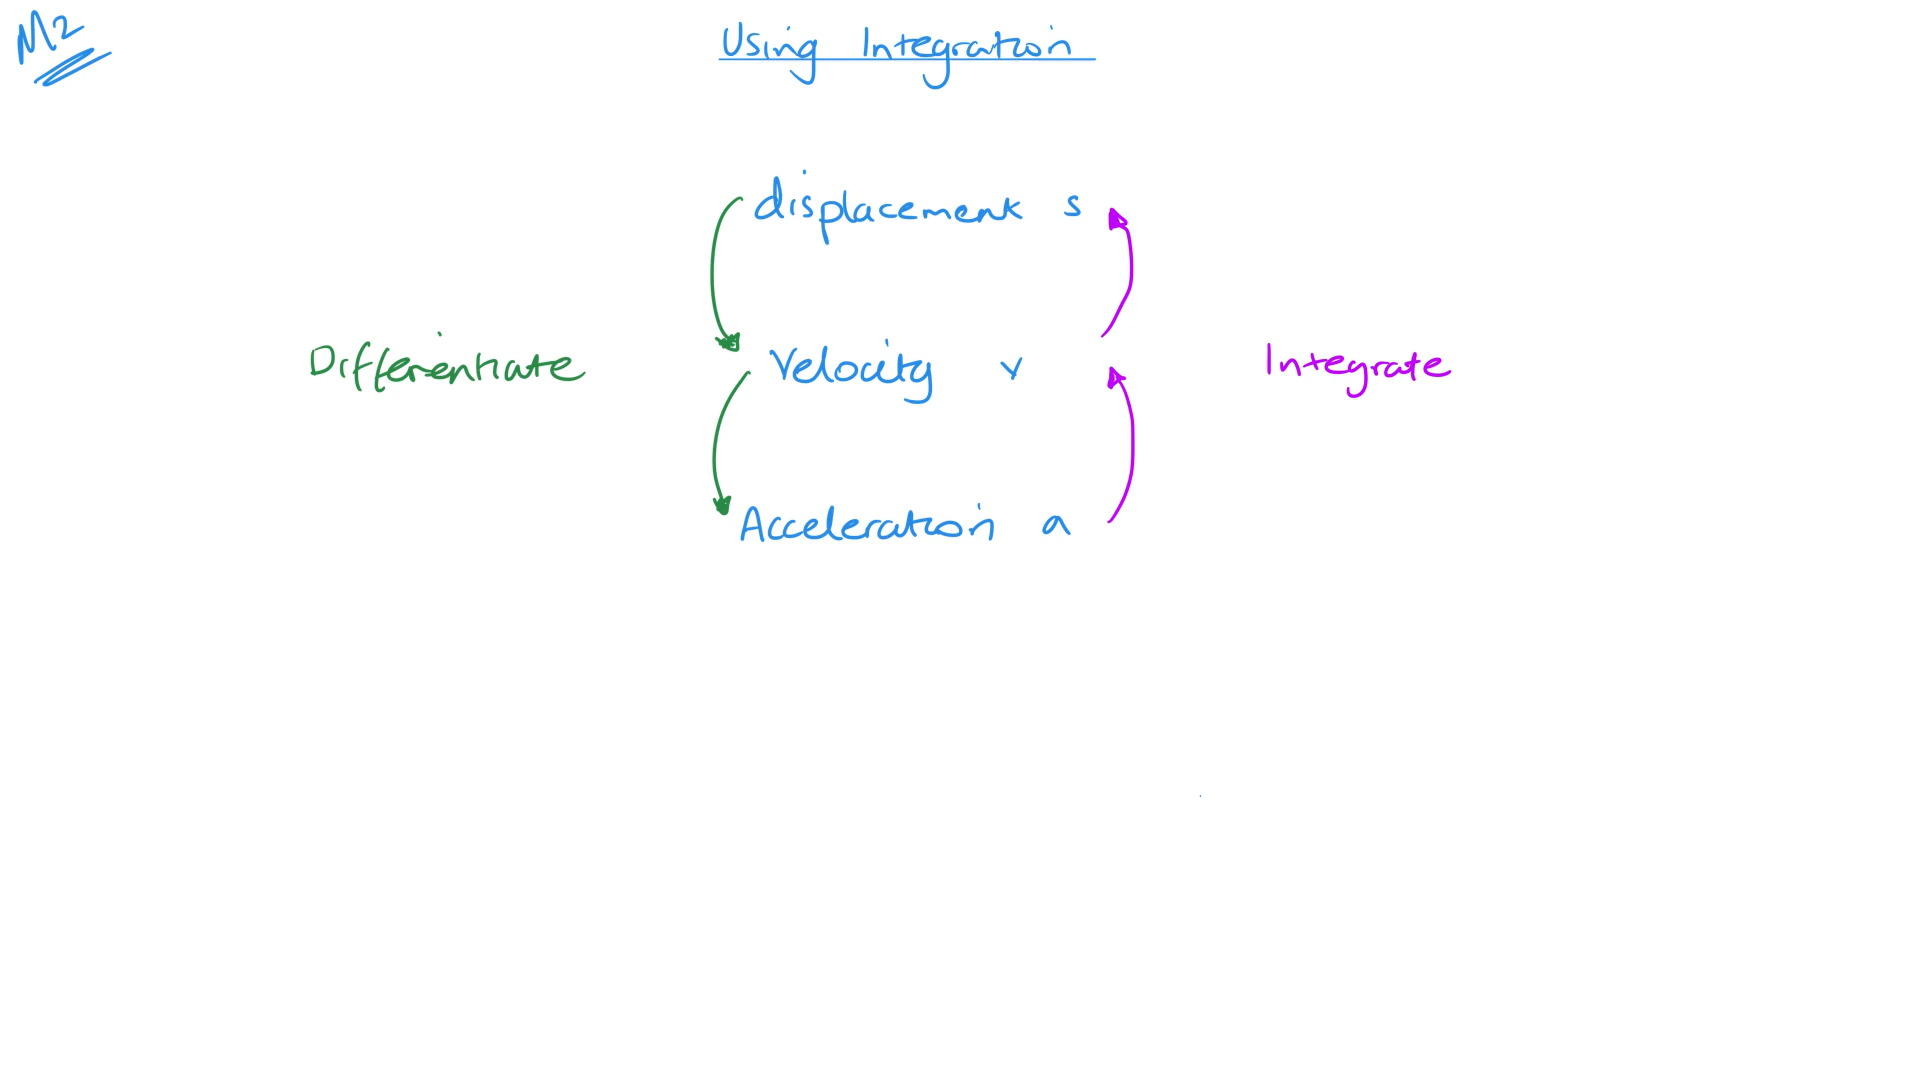 M2
Using Integration
displacement s
Differentiate
Velocity v
Integrate
Acceleration a